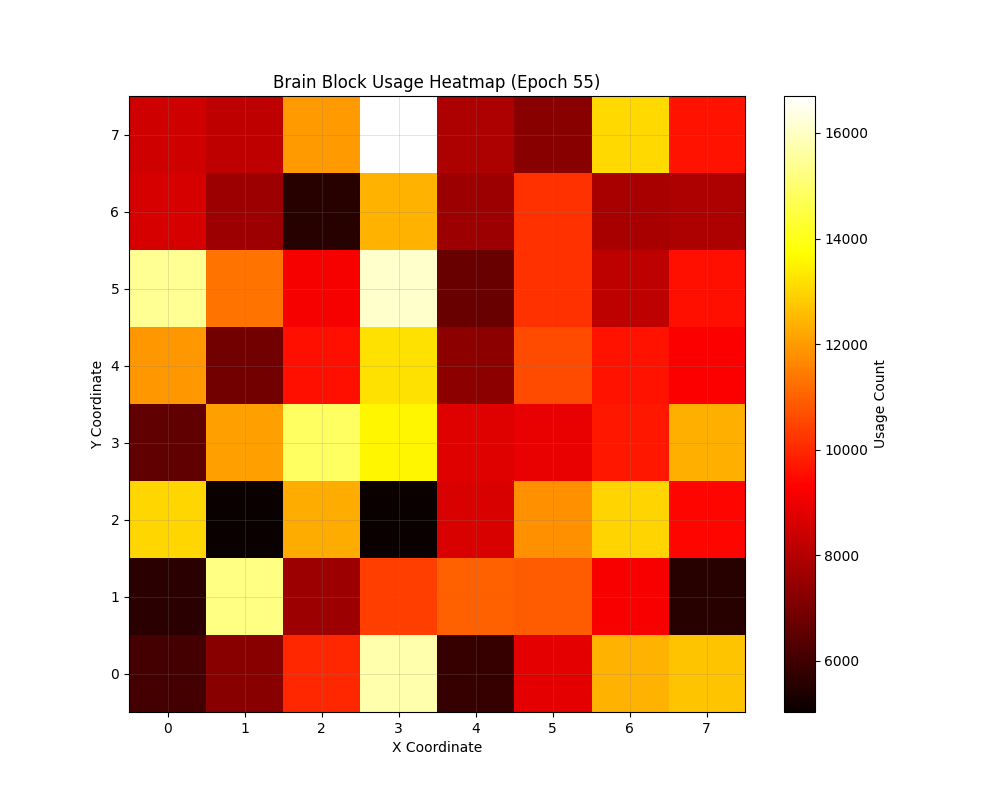 Brain Block Usage Heatmap (Epoch 55)
Y Coordinate
7
6
5
4
3
2
1
0
0 1 2 3 4 5 6 7
X Coordinate
16000
14000
12000
10000
8000
6000
Usage Count